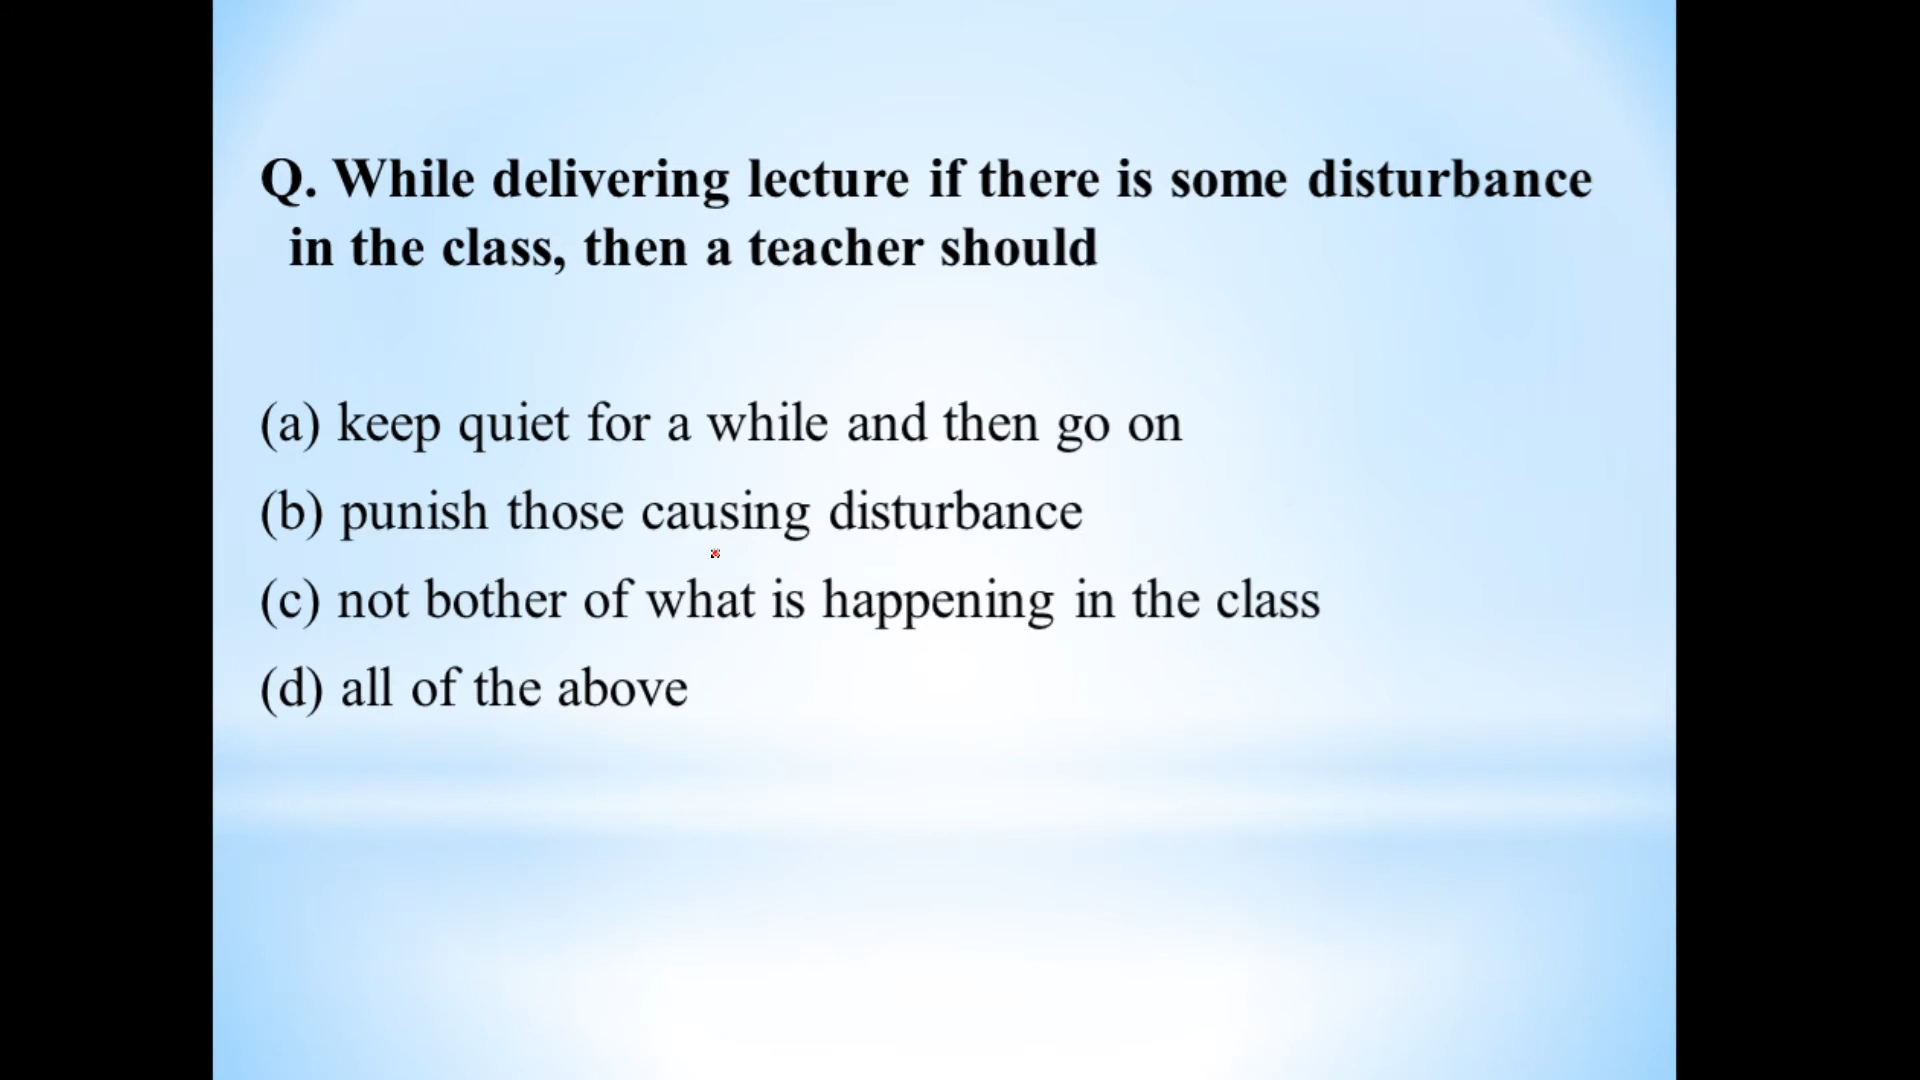 Q. While delivering lecture if there is some disturbance
in the class, then a teacher should
(a) keep quiet for a while and then go on
(b) punish those causing disturbance
(c) not bother of what is happening in the class
(d) all of the above